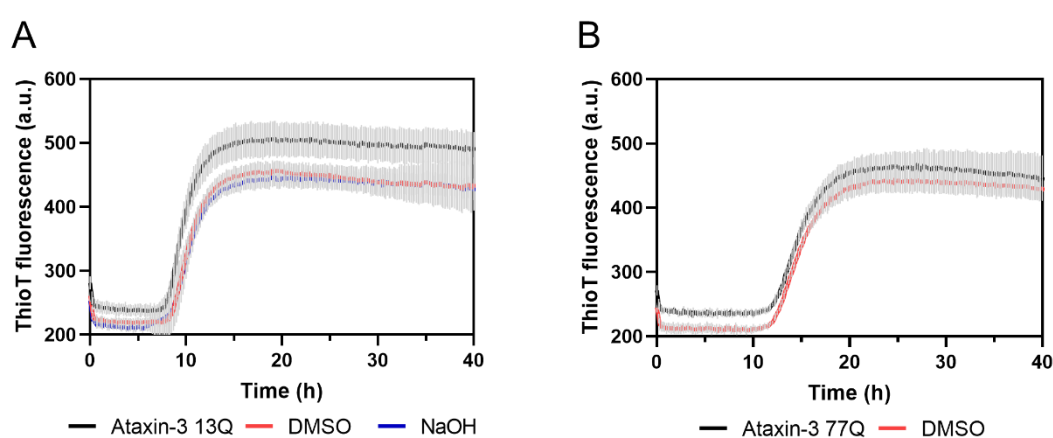 A
ThioT fluorescence (a.u.)
600
500
400
300
200
0 10 20 30 40
Time (h)
Ataxin-3 13Q DMSO NaOH
B
ThioT fluorescence (a.u.)
600
500
400
300
200
0 10 20 30 40
Time (h)
Ataxin-3 77Q DMSO